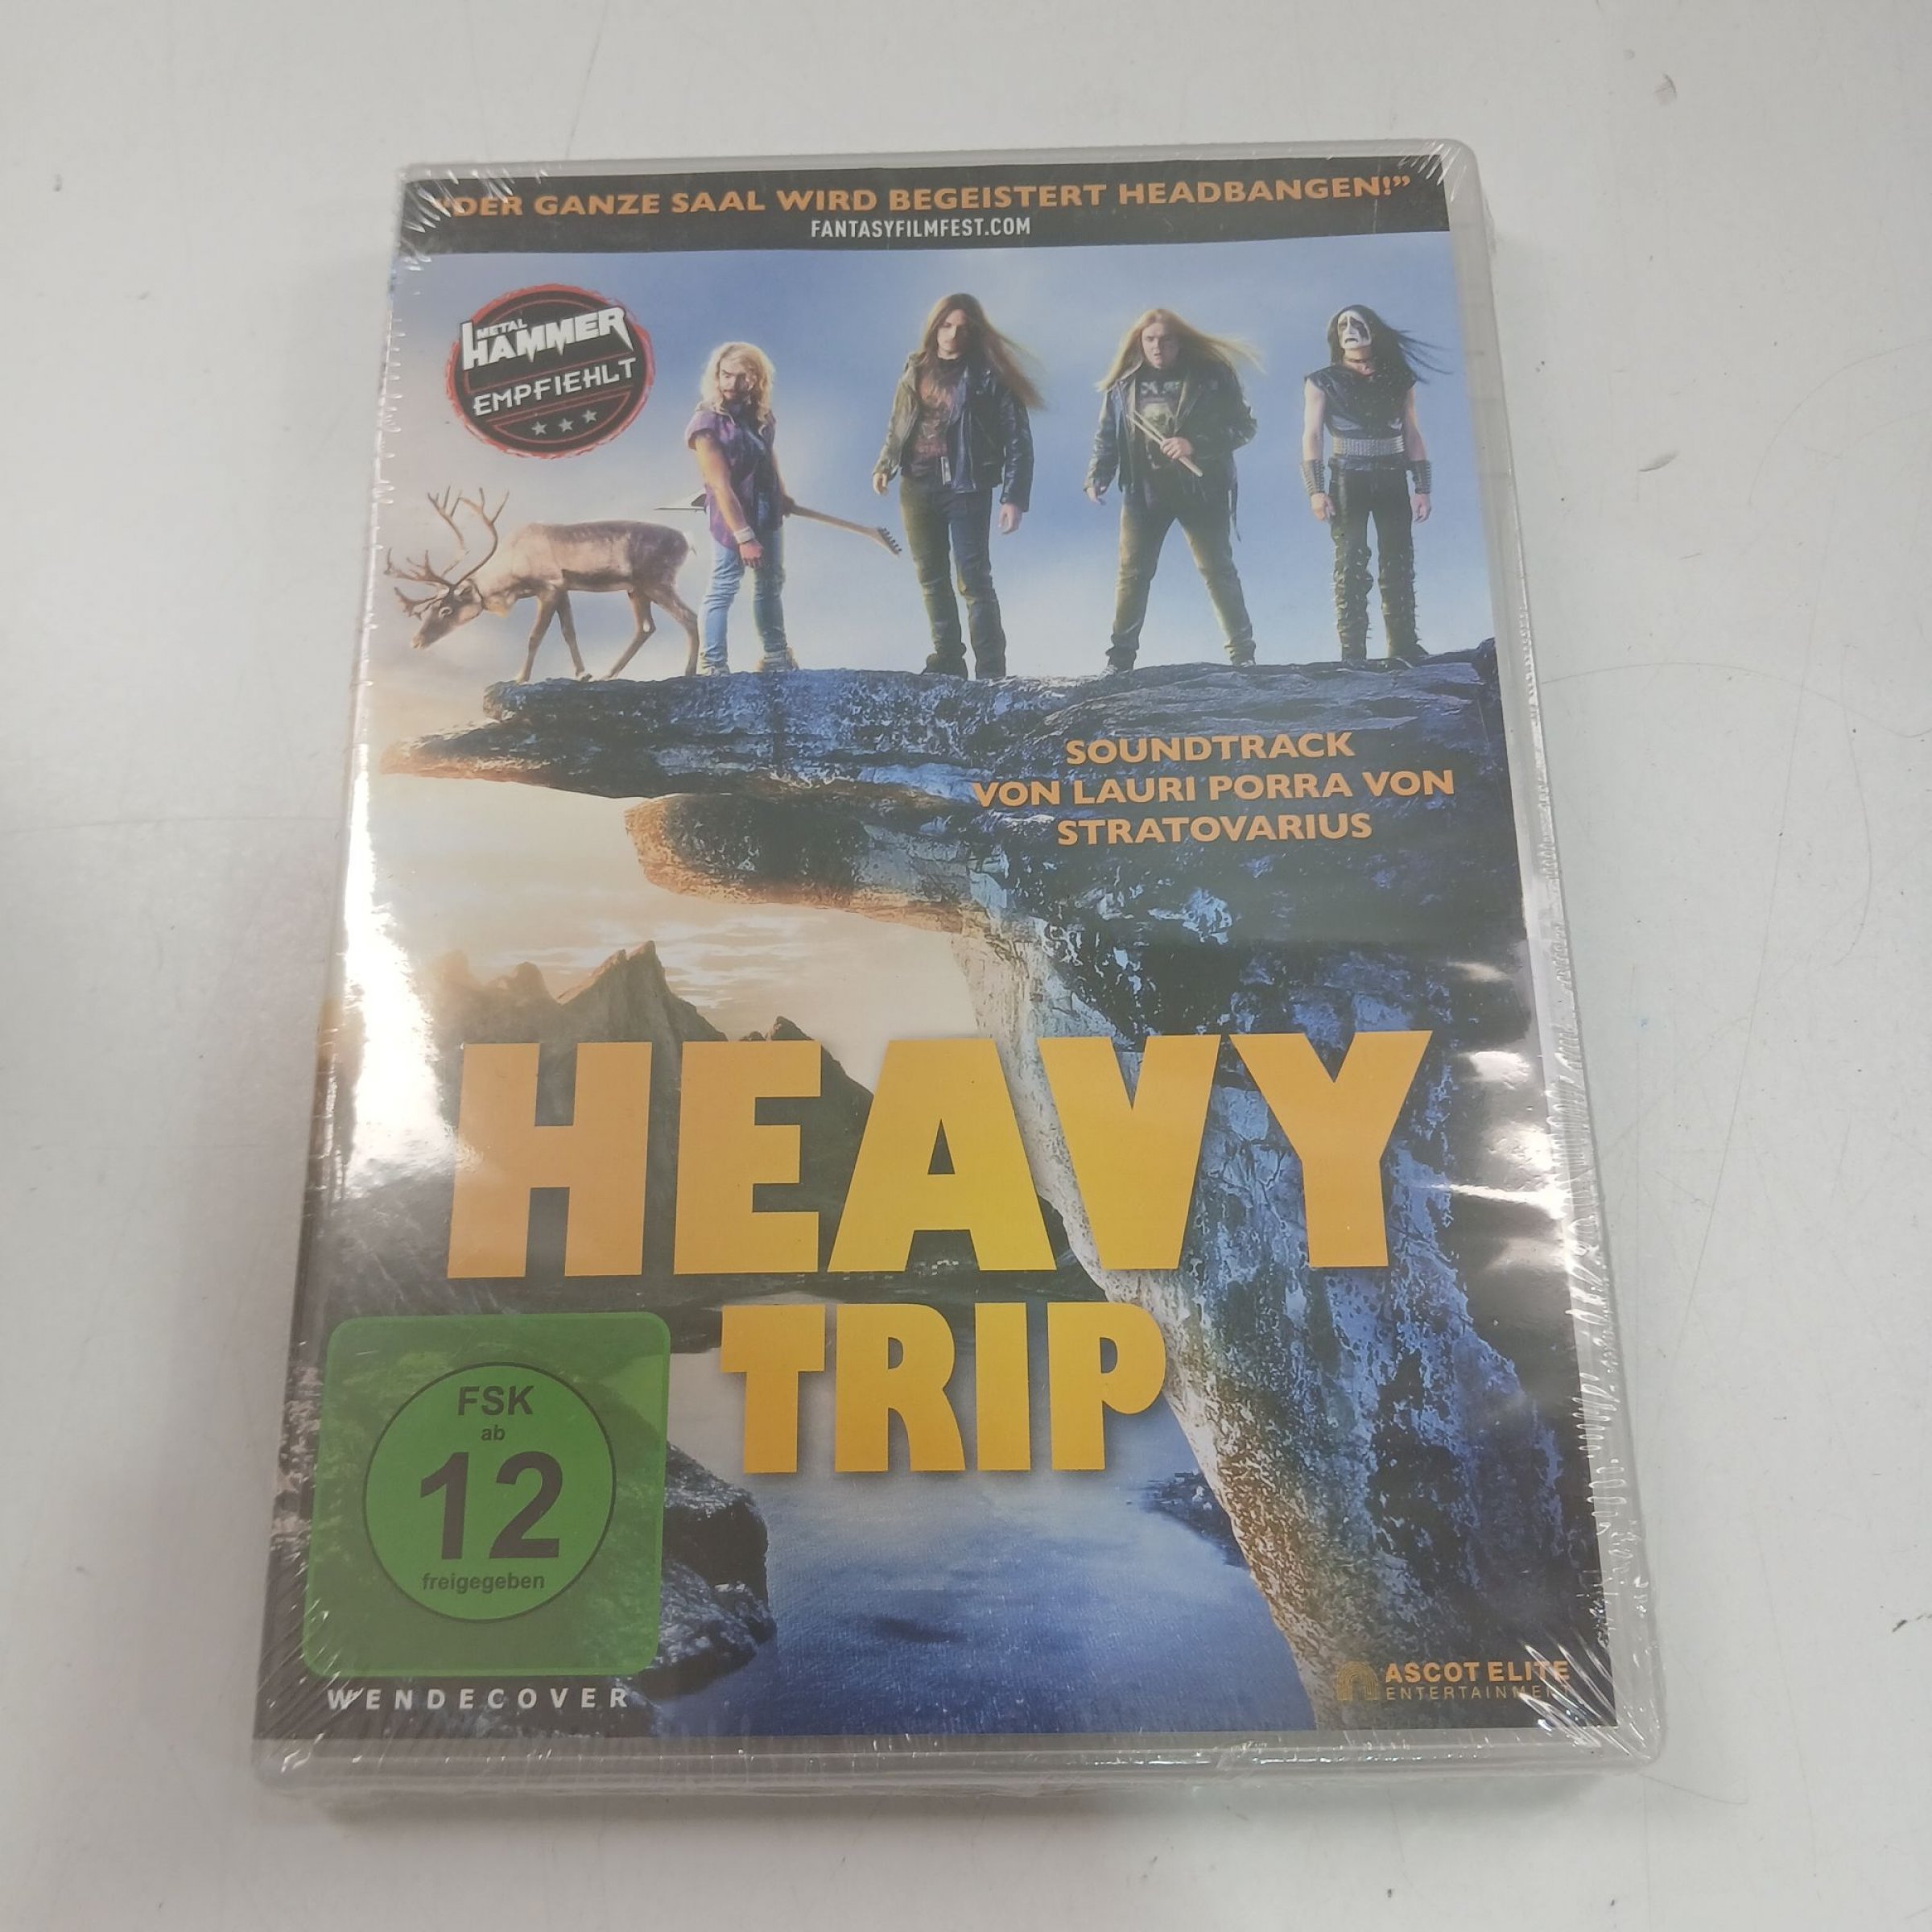 "DER GANZE SAAL WIRD BEGEISTERT HEADBANGEN!"
FANTASYFILMFEST.COM
METAL
HAMMER
EMPFIEHLT
SOUNDTRACK
VON LAURI PORRA VON
STRATOVARIUS
HEAVY
TRIP
FSK
ab
12
freigegeben
WENDECOVER
ASCOT ELITE
ENTERTAINMENT